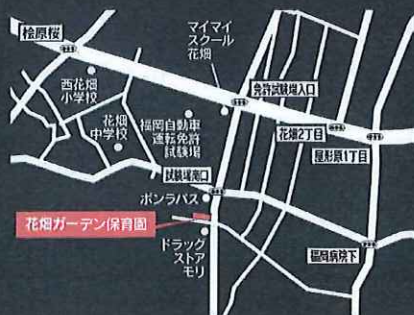 桧原桜
マイマイ
スクール
花畑
西花畑
小学校
免許試験場入口
花畑
中学校
福岡自動車
運転免許
試験場
花畑2丁目
屋形原1丁目
試験場南口
ボンラパス
花畑ガーデン保育園
ドラッグ
ストア
モリ
福岡病院下